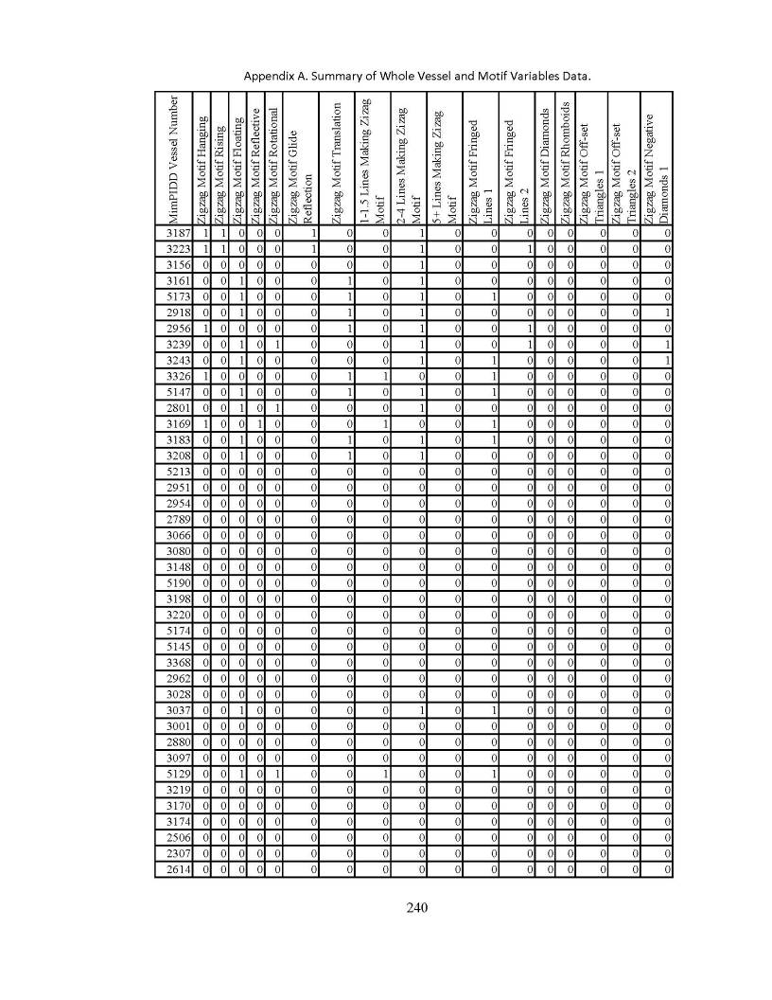 Appendix A. Summary of Whole Vessel and Motif Variables Data.
MimPIDD Vessel Number
Zigzag Motif Hanging
Zigzag Motif Rising
Zigzag Motif Floating
Zigzag Motif Reflective
Zigzag Motif Rotational
Zigzag Motif Glide
Reflection
Zigzag Motif Translation
1-1.5 Lines Making Zizag
Motif
2-4 Lines Making Zizag
Motif
5+ Lines Making Zizag
Motif
Zigzag Motif Fringed
Lines 1
Zigzag Motif Fringed
Lines 2
Zigzag Motif Diamonds
Zigzag Motif Rhomboids
Zigzag Motif Off-set
Triangles 1
Zigzag Motif Off-set
Triangles 2
Zigzag Motif Negative
Diamonds 1
3187 1 1 0 0 0 1 0 0 1 0 0 0 0 0 0 0 0
3223 1 1 0 0 0 1 0 0 1 0 0 1 0 0 0 0 0
3156 0 0 0 0 0 0 0 0 1 0 0 0 0 0 0 0 0
3161 0 0 1 0 0 0 1 0 1 0 0 0 0 0 0 0 0
5173 0 0 1 0 0 0 1 0 1 0 1 0 0 0 0 0 0
2918 0 0 1 0 0 0 1 0 1 0 0 0 0 0 0 0 1
2956 1 0 0 0 0 0 1 0 1 0 0 1 0 0 0 0 0
3239 0 0 1 0 1 0 0 0 1 0 0 1 0 0 0 0 1
3243 0 0 1 0 0 0 0 0 1 0 1 0 0 0 0 0 1
3326 1 0 0 0 0 0 1 1 0 0 1 0 0 0 0 0 0
5147 0 0 1 0 0 0 1 0 1 0 1 0 0 0 0 0 0
2801 0 0 1 0 1 0 0 0 1 0 0 0 0 0 0 0 0
3169 1 0 0 1 0 0 0 1 0 0 1 0 0 0 0 0 0
3183 0 0 1 0 0 0 1 0 1 0 1 0 0 0 0 0 0
3208 0 0 1 0 0 0 1 0 1 0 0 0 0 0 0 0 0
5213 0 0 0 0 0 0 0 0 0 0 0 0 0 0 0 0 0
2951 0 0 0 0 0 0 0 0 0 0 0 0 0 0 0 0 0
2954 0 0 0 0 0 0 0 0 0 0 0 0 0 0 0 0 0
2789 0 0 0 0 0 0 0 0 0 0 0 0 0 0 0 0 0
3066 0 0 0 0 0 0 0 0 0 0 0 0 0 0 0 0 0
3080 0 0 0 0 0 0 0 0 0 0 0 0 0 0 0 0 0
3148 0 0 0 0 0 0 0 0 0 0 0 0 0 0 0 0 0
5190 0 0 0 0 0 0 0 0 0 0 0 0 0 0 0 0 0
3198 0 0 0 0 0 0 0 0 0 0 0 0 0 0 0 0 0
3220 0 0 0 0 0 0 0 0 0 0 0 0 0 0 0 0 0
5174 0 0 0 0 0 0 0 0 0 0 0 0 0 0 0 0 0
5145 0 0 0 0 0 0 0 0 0 0 0 0 0 0 0 0 0
3368 0 0 0 0 0 0 0 0 0 0 0 0 0 0 0 0 0
2962 0 0 0 0 0 0 0 0 0 0 0 0 0 0 0 0 0
3028 0 0 0 0 0 0 0 0 0 0 0 0 0 0 0 0 0
3037 0 0 1 0 0 0 0 0 1 0 1 0 0 0 0 0 0
3001 0 0 0 0 0 0 0 0 0 0 0 0 0 0 0 0 0
2880 0 0 0 0 0 0 0 0 0 0 0 0 0 0 0 0 0
3097 0 0 0 0 0 0 0 0 0 0 0 0 0 0 0 0 0
5129 0 0 1 0 1 0 0 1 0 0 1 0 0 0 0 0 0
3219 0 0 0 0 0 0 0 0 0 0 0 0 0 0 0 0 0
3170 0 0 0 0 0 0 0 0 0 0 0 0 0 0 0 0 0
3174 0 0 0 0 0 0 0 0 0 0 0 0 0 0 0 0 0
2506 0 0 0 0 0 0 0 0 0 0 0 0 0 0 0 0 0
2307 0 0 0 0 0 0 0 0 0 0 0 0 0 0 0 0 0
2614 0 0 0 0 0 0 0 0 0 0 0 0 0 0 0 0 0
240